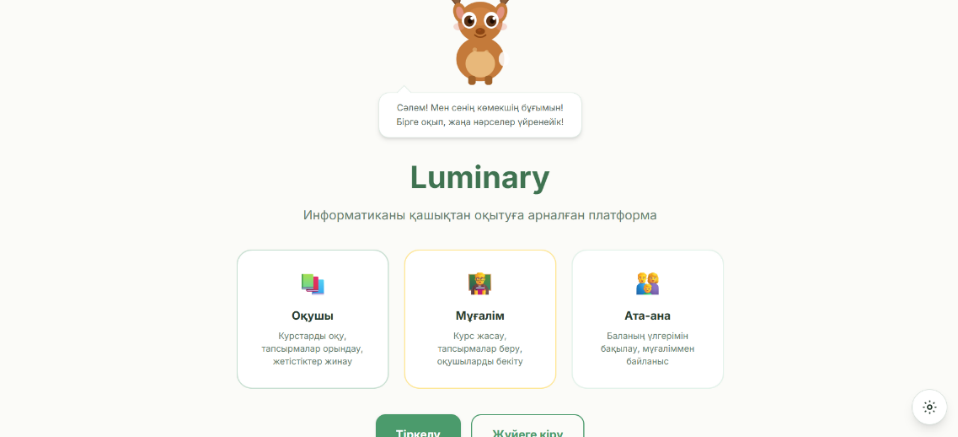 Сәлем! Мен сенің көмекшің бұғымын!
Бірге оқып, жаңа нәрселер үйренейік!
Luminary
Информатиканы қашықтан оқытуға арналған платформа
Оқушы
Курстарды оқу,
тапсырмалар орындау,
жетістіктер жинау
Мұғалім
Курс жасау,
тапсырмалар беру,
оқушыларды бекіту
Ата-ана
Баланың үлгерімін
бақылау, мұғаліммен
байланыс
Тіркелу
Жүйеге кіру